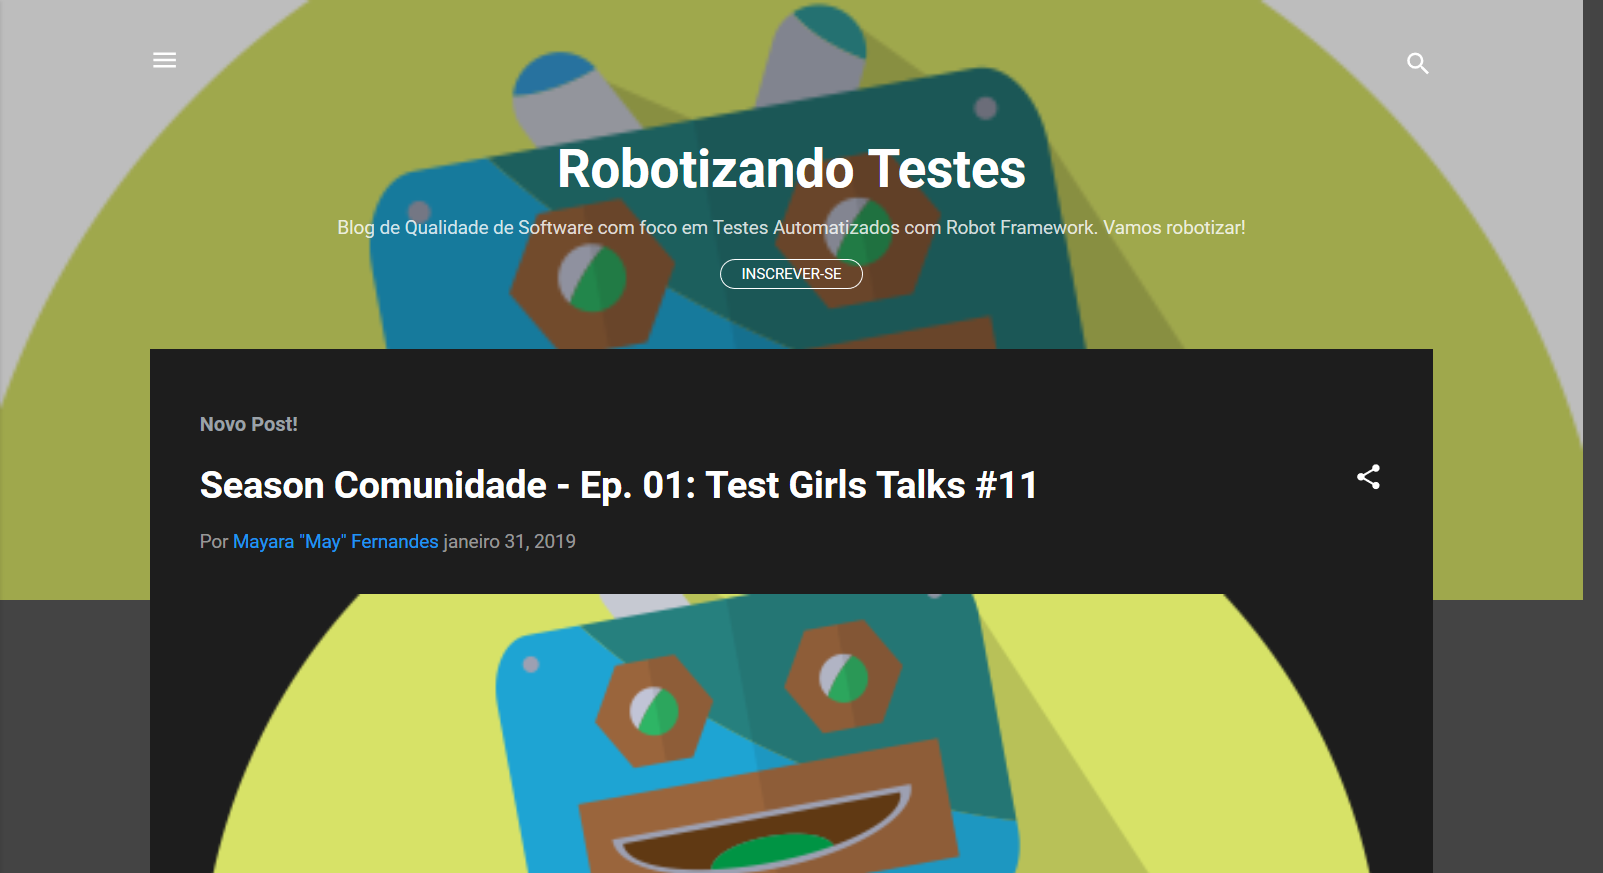 Robotizando Testes
Blog de Qualidade de Software com foco em Testes Automatizados com Robot Framework. Vamos robotizar!
INSCREVER-SE
Novo Post!
Season Comunidade - Ep. 01: Test Girls Talks #11
Por Mayara "May" Fernandes janeiro 31, 2019